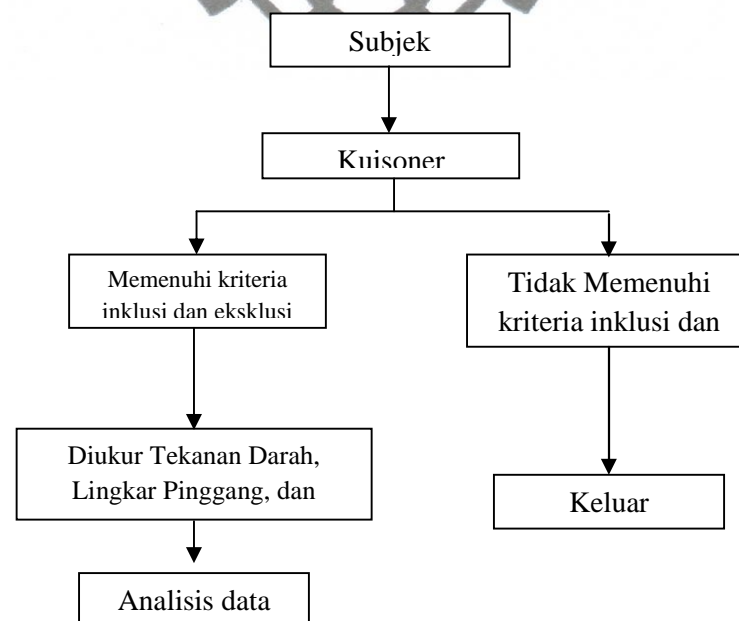 Subjek
Kuisoner
Memenuhi kriteria
inklusi dan eksklusi
Tidak Memenuhi
kriteria inklusi dan
Diukur Tekanan Darah,
Lingkar Pinggang, dan
Keluar
Analisis data